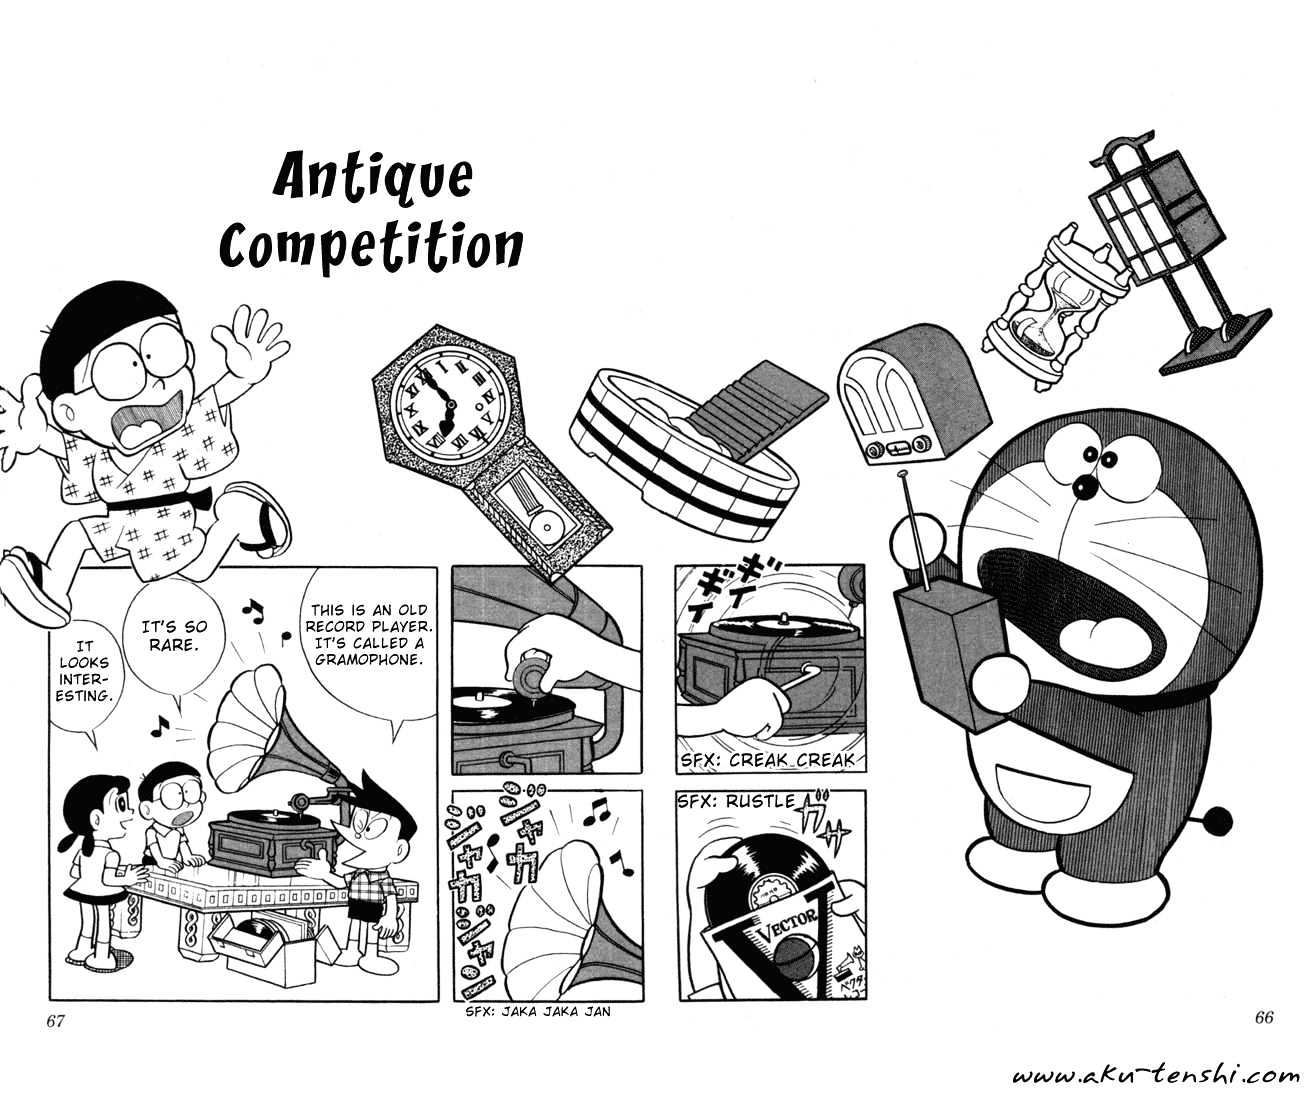 Antique
Competition
ギィ
ギィ
SFX: CREAK CREAK
SFX: RUSTLE
ガサ
VECTOR
SFX: JAKA JAKA JAN
THIS IS AN OLD
RECORD PLAYER.
IT'S CALLED A
GRAMOPHONE.
IT'S SO
RARE.
IT
LOOKS
INTER-
ESTING.
67
66
www.aku-tenshi.com